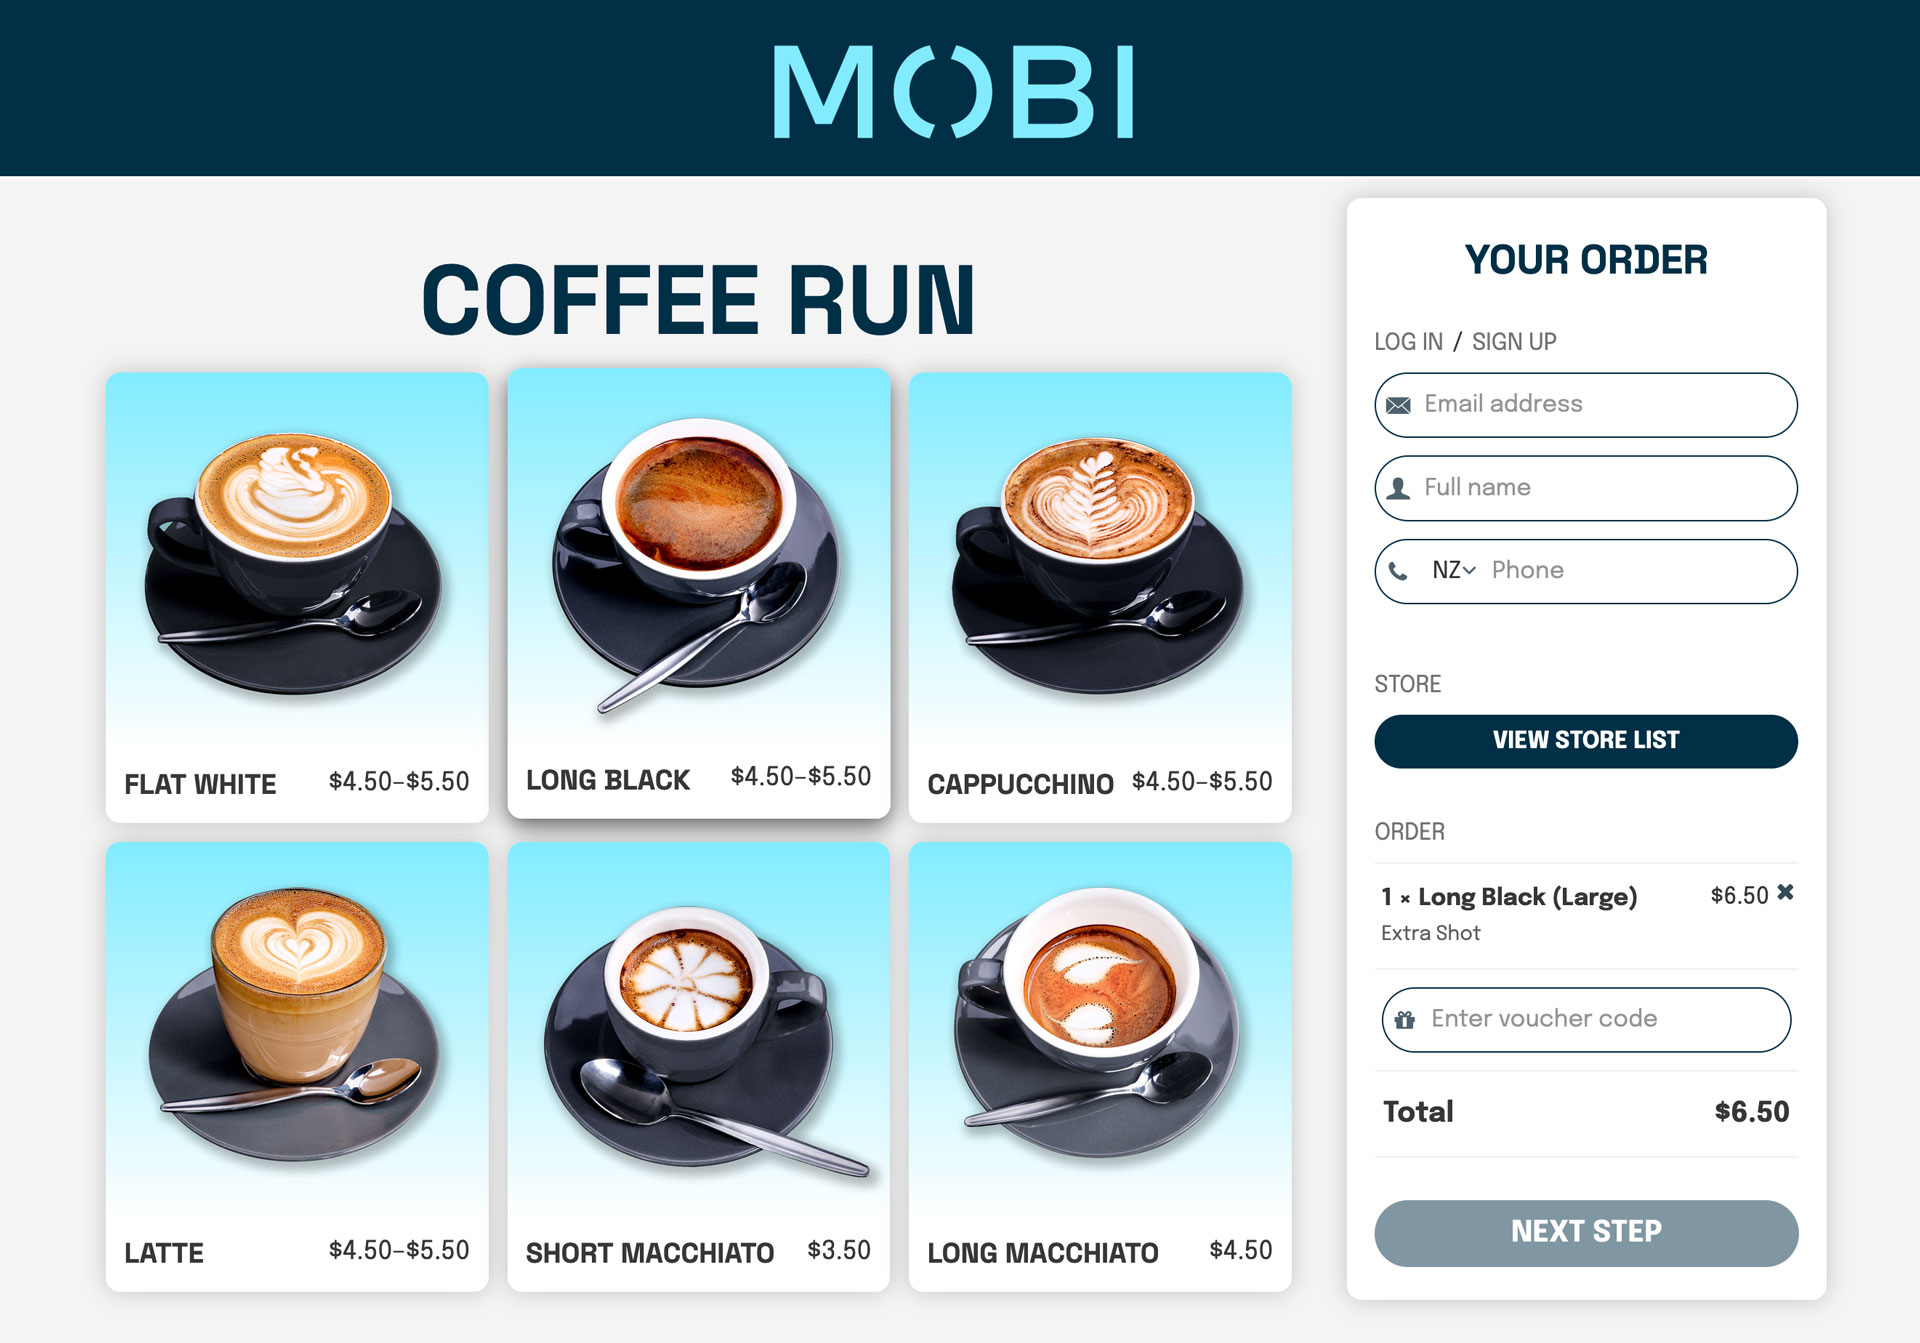 MOBI
COFFEE RUN
FLAT WHITE $4.50–$5.50
LONG BLACK $4.50–$5.50
CAPPUCCHINO $4.50–$5.50
LATTE $4.50–$5.50
SHORT MACCHIATO $3.50
LONG MACCHIATO $4.50
YOUR ORDER
LOG IN / SIGN UP
Email address
Full name
NZ Phone
STORE
VIEW STORE LIST
ORDER
1 × Long Black (Large) $6.50 ✖
Extra Shot
Enter voucher code
Total $6.50
NEXT STEP